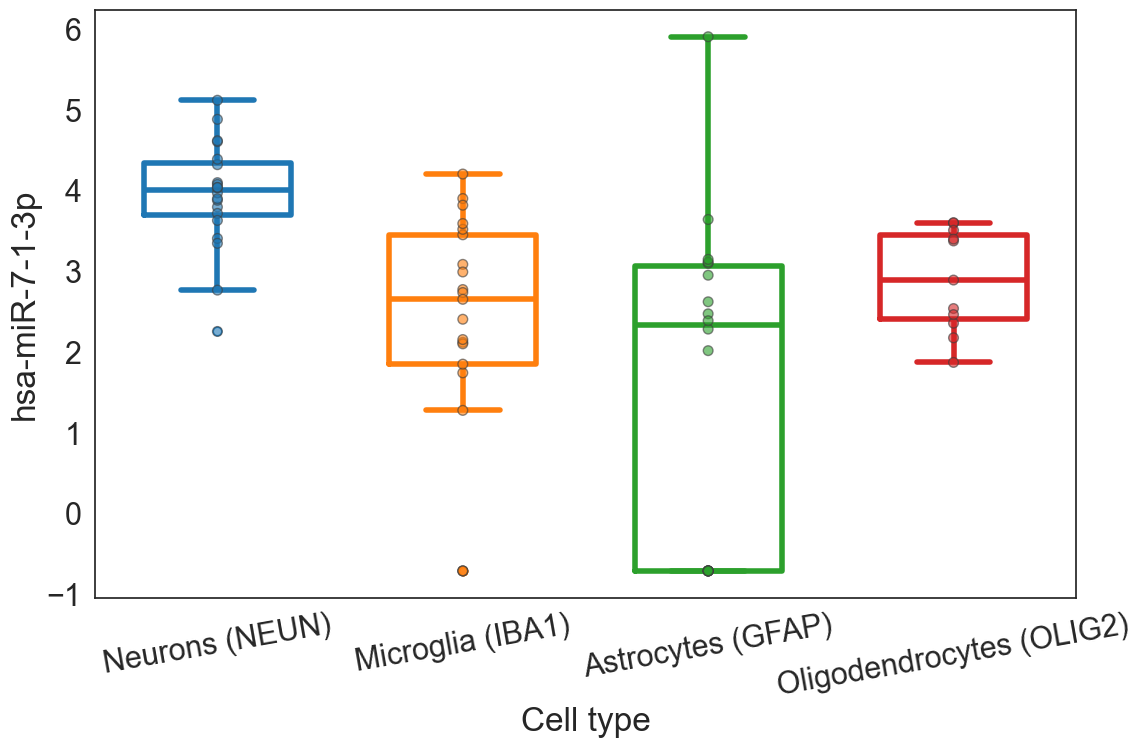 hsa-miR-7-1-3p
6
5
4
3
2
1
0
−1
Neurons (NEUN)
Microglia (IBA1)
Astrocytes (GFAP)
Oligodendrocytes (OLIG2)
Cell type